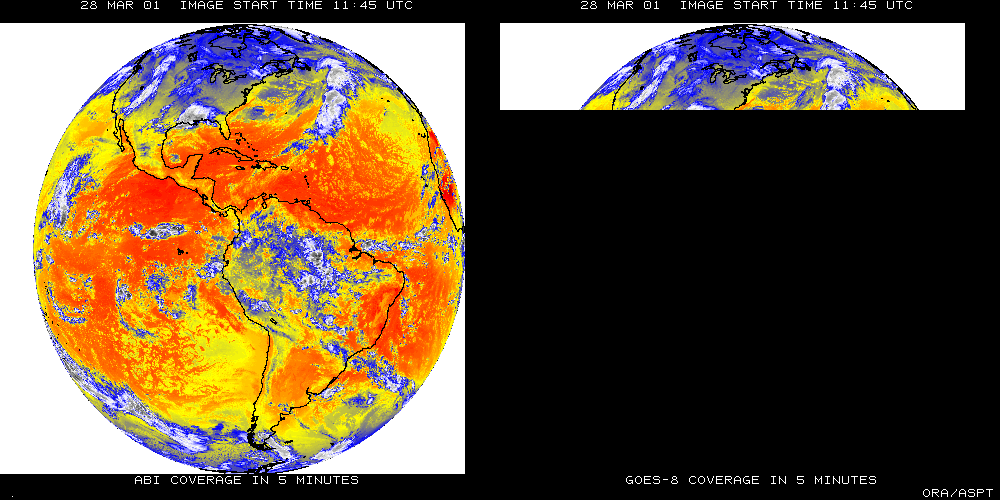 28 MAR 01 IMAGE START TIME 11:45 UTC
28 MAR 01 IMAGE START TIME 11:45 UTC
ABI COVERAGE IN 5 MINUTES
GOES-8 COVERAGE IN 5 MINUTES
ORA/ASPT